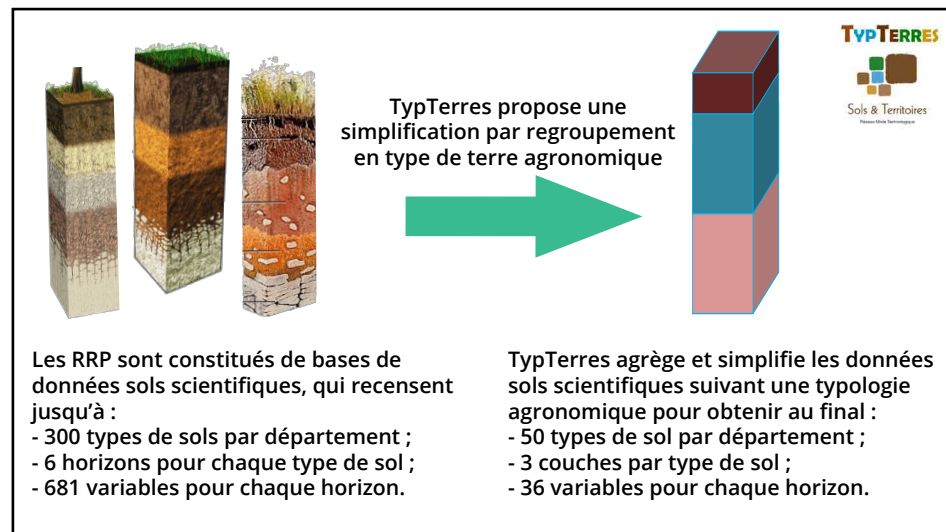 TYPTERRES
Sols & Territoires
Réseau Mixte Technologique
TypTerres propose une
simplification par regroupement
en type de terre agronomique
Les RRP sont constitués de bases de
données sols scientifiques, qui recensent
jusqu’à :
- 300 types de sols par département ;
- 6 horizons pour chaque type de sol ;
- 681 variables pour chaque horizon.
TypTerres agrège et simplifie les données
sols scientifiques suivant une typologie
agronomique pour obtenir au final :
- 50 types de sol par département ;
- 3 couches par type de sol ;
- 36 variables pour chaque horizon.